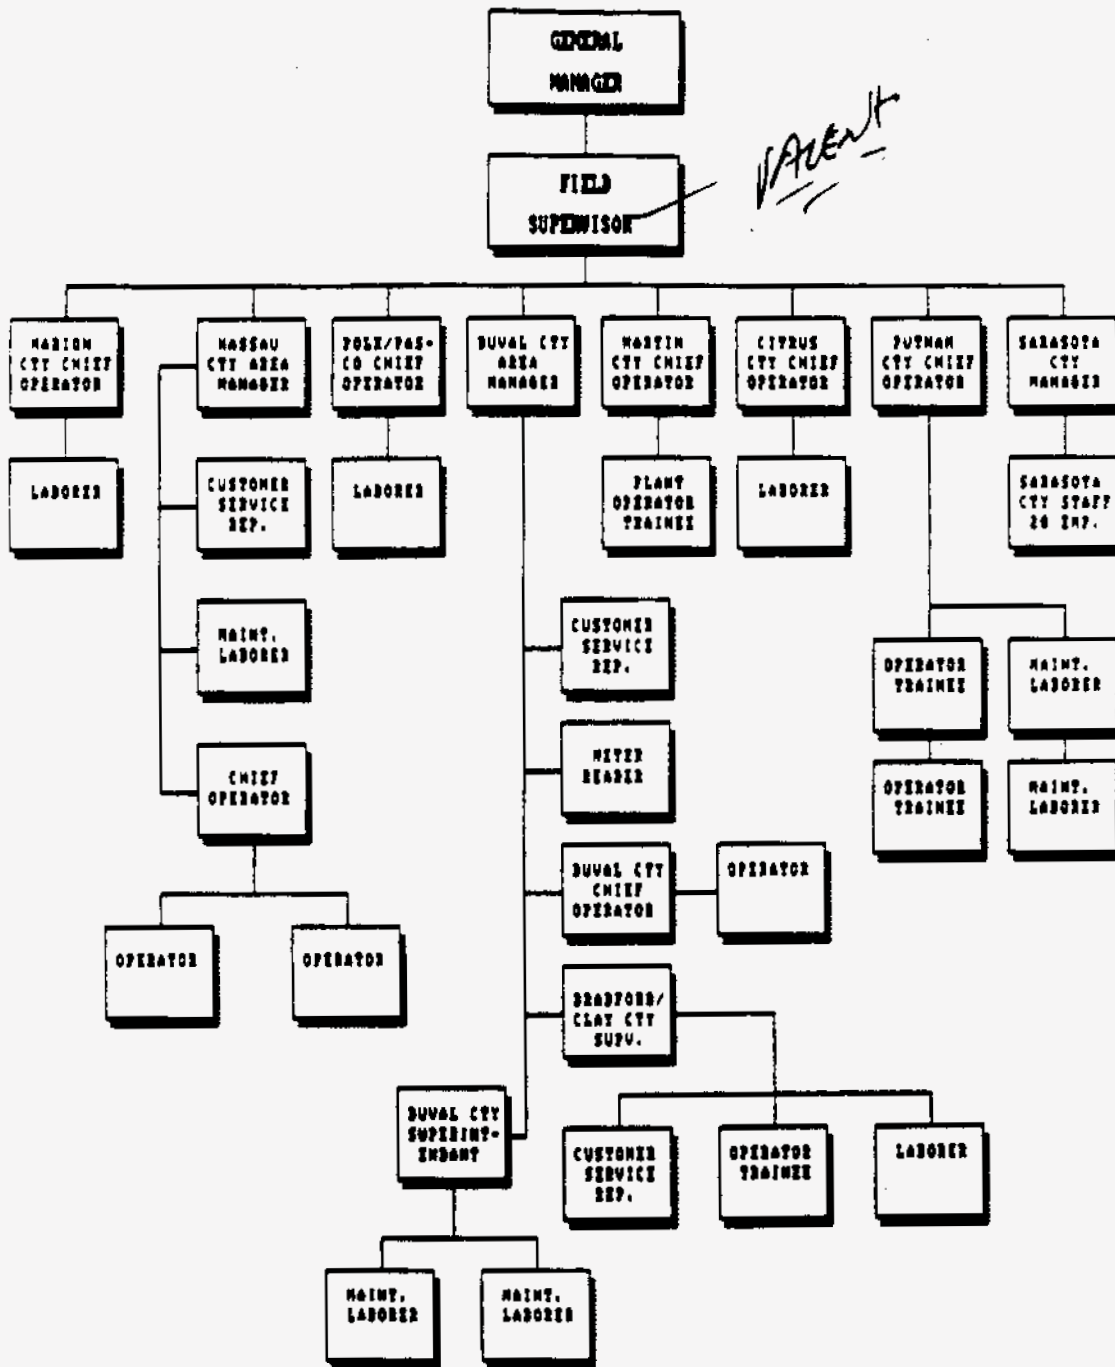 GENERAL
MANAGER
FIELD
SUPERVISOR
MARION
CTY CHIEF
OPERATOR
NASSAU
CTY AREA
MANAGER
POLK/PAS-
CO CHIEF
OPERATOR
DUVAL CTY
AREA
MANAGER
MARTIN
CTY CHIEF
OPERATOR
CITRUS
CTY CHIEF
OPERATOR
PUTNAM
CTY CHIEF
OPERATOR
SARASOTA
CTY
MANAGER
LABORER
CUSTOMER
SERVICE
REP.
LABORER
PLANT
OPERATOR
TRAINEE
LABORER
SARASOTA
CTY STAFF
20 EMP.
MAINT.
LABORER
CUSTOMER
SERVICE
REP.
OPERATOR
TRAINEE
MAINT.
LABORER
CHIEF
OPERATOR
METER
READER
OPERATOR
TRAINEE
MAINT.
LABORER
DUVAL CTY
CHIEF
OPERATOR
OPERATOR
OPERATOR
OPERATOR
BRADFORD/
CLAY CTY
SUPV.
DUVAL CTY
SUPERINT-
ENDANT
CUSTOMER
SERVICE
REP.
OPERATOR
TRAINEE
LABORER
MAINT.
LABORER
MAINT.
LABORER